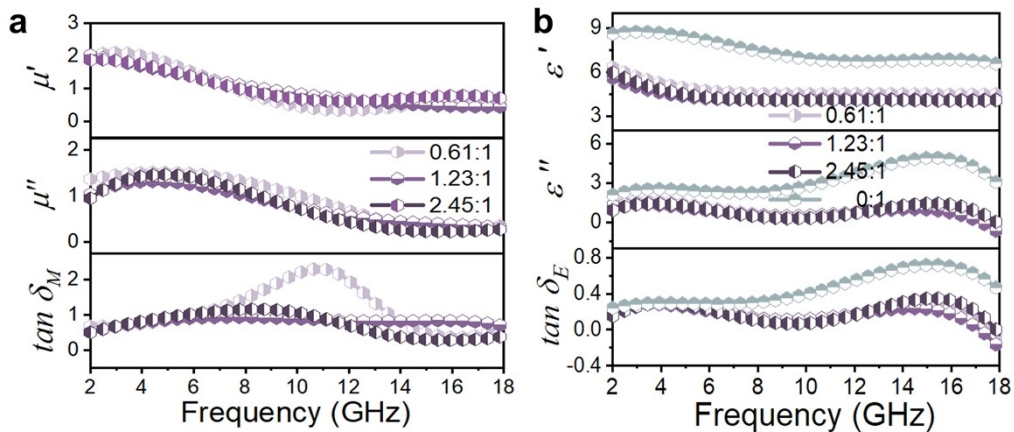 a
3
2
1
0
μ'
2
1
0
μ''
0.61:1
1.23:1
2.45:1
2
1
0
tan δM
2 4 6 8 10 12 14 16 18
Frequency (GHz)
b
9
6
3
ε'
0.61:1
1.23:1
2.45:1
0:1
6
3
0
ε''
0.8
0.4
0.0
-0.4
tan δE
2 4 6 8 10 12 14 16 18
Frequency (GHz)